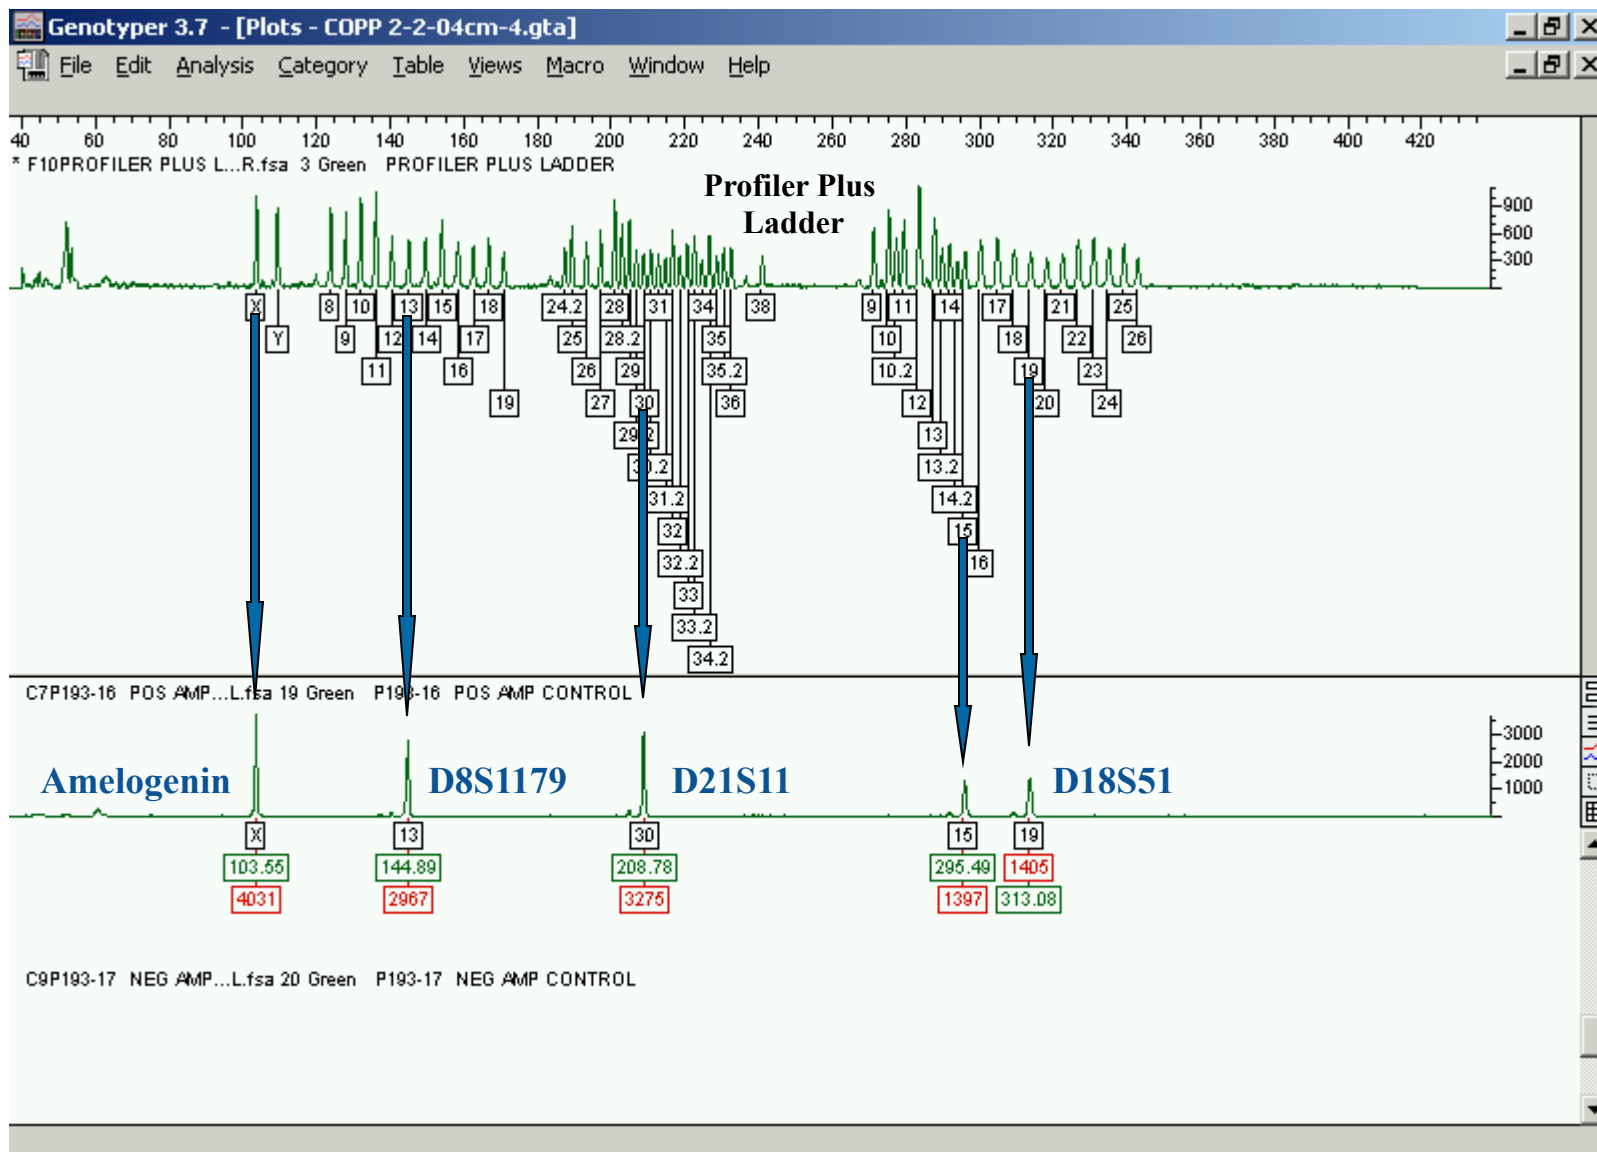 Genotyper 3.7 - [Plots - COPP 2-2-04cm-4.gta]
File Edit Analysis Category Table Views Macro Window Help
40 60 80 100 120 140 160 180 200 220 240 260 280 300 320 340 360 380 400 420
* F10PROFILER PLUS L...R.fsa 3 Green PROFILER PLUS LADDER
Profiler Plus
Ladder
900
600
300
X 8 10 13 15 18 24.2 28 31 34 38 9 11 14 17 21 25
Y 9 12 14 17 25 28.2 35 10 18 22 26
11 16 26 29 35.2 10.2 19 23
19 27 30 36 12 20 24
29.2 13
30.2 13.2
31.2 14.2
32 15
32.2 16
33
33.2
34.2
C7P193-16 POS AMP...L.fsa 19 Green P193-16 POS AMP CONTROL
3000
2000
1000
Amelogenin D8S1179 D21S11 D18S51
X 13 30 15 19
103.55 144.89 208.78 295.49 1405
4031 2967 3275 1397 313.08
C9P193-17 NEG AMP...L.fsa 20 Green P193-17 NEG AMP CONTROL